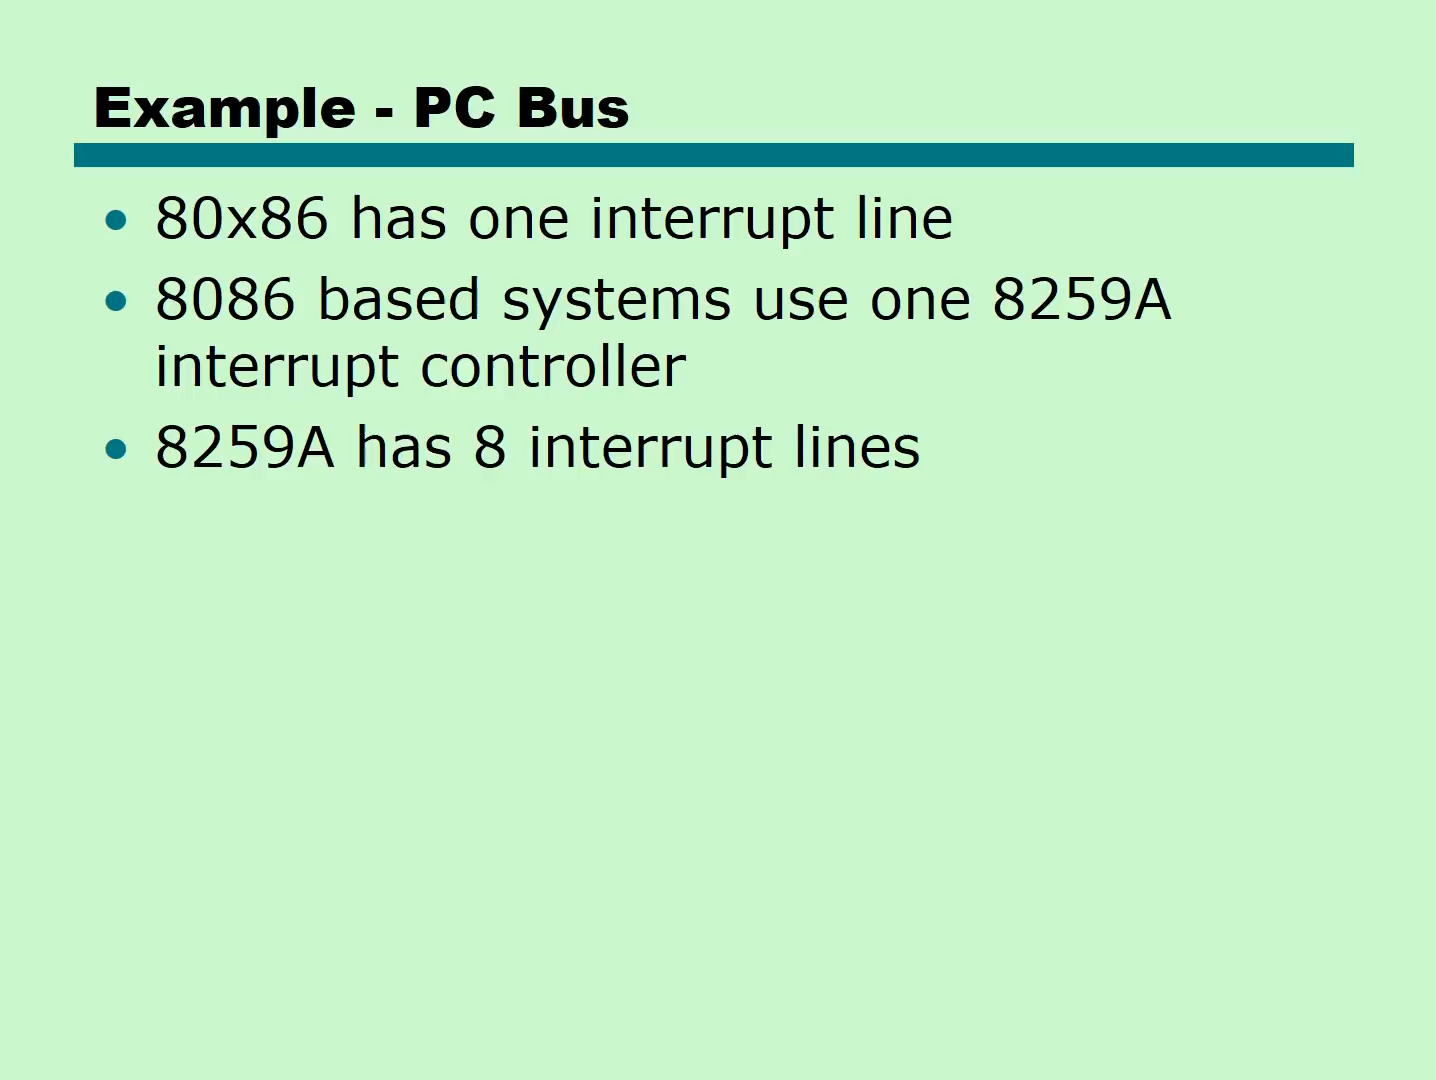 Example - PC Bus
• 80x86 has one interrupt line
• 8086 based systems use one 8259A
interrupt controller
• 8259A has 8 interrupt lines